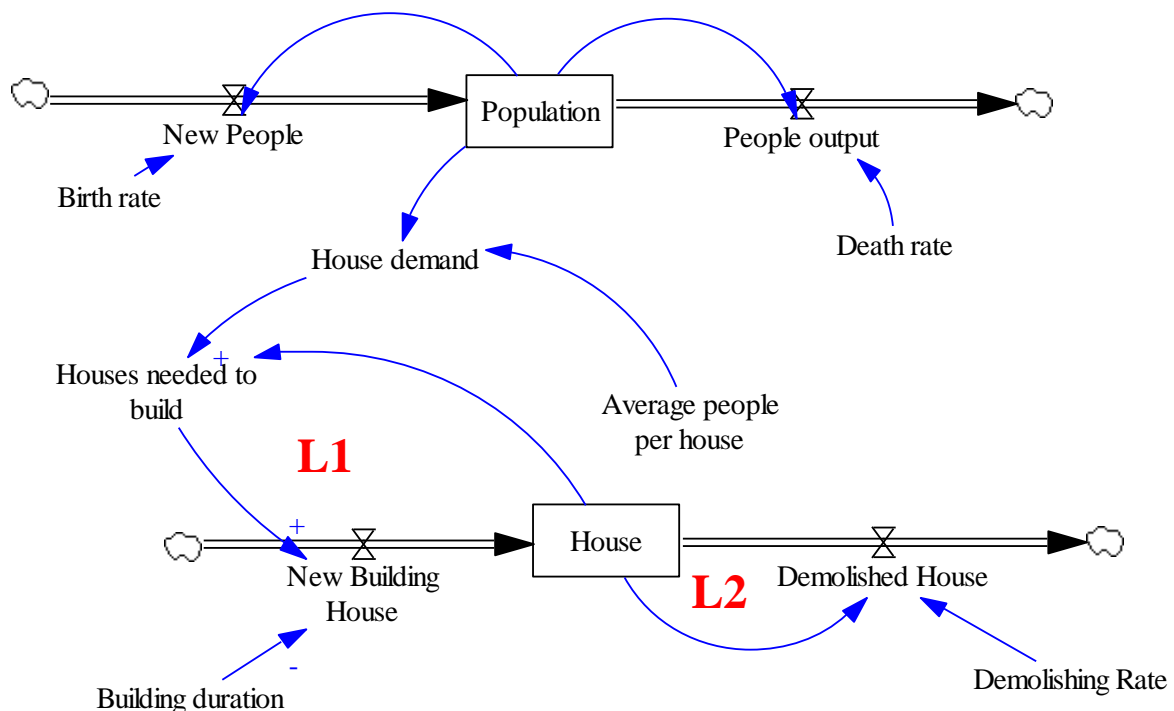 Population
New People
People output
Birth rate
Death rate
House demand
+
Houses needed to
build
Average people
per house
L1
+
House
New Building
House
Demolished House
L2
-
Building duration
Demolishing Rate